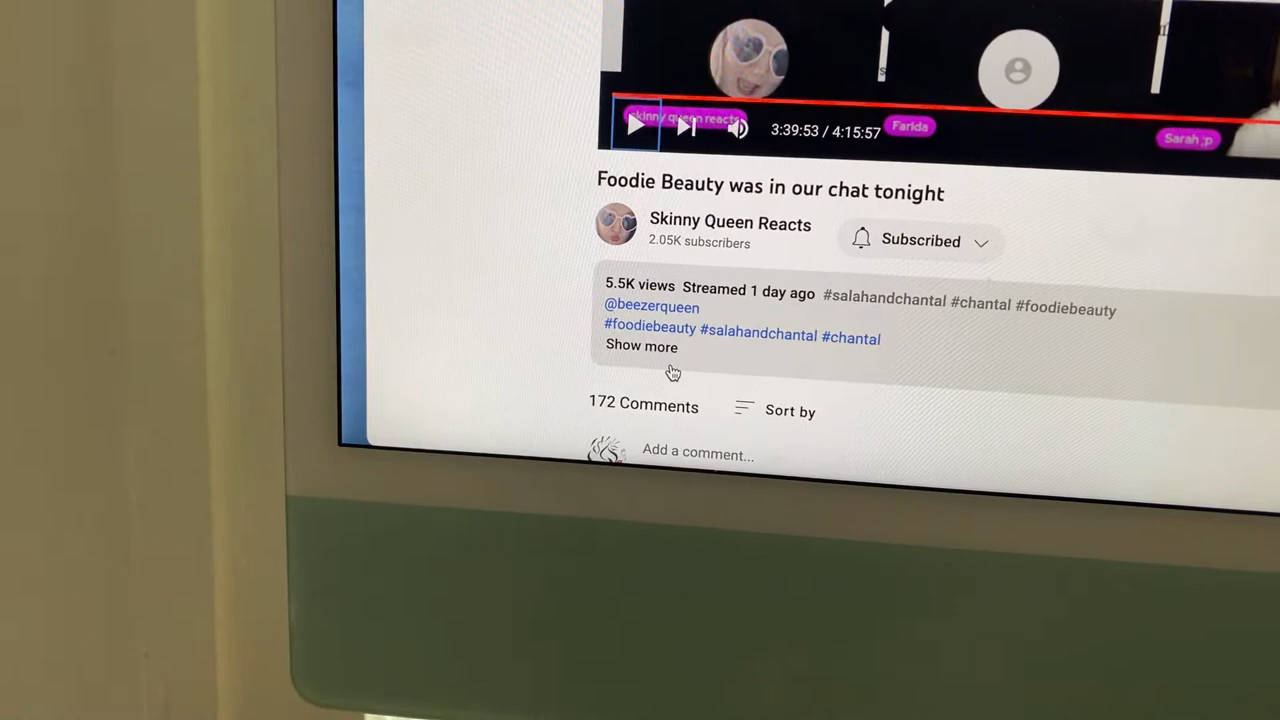 skinny queen reacts
3:39:53 / 4:15:57
Farida
Sarah ;p
Foodie Beauty was in our chat tonight
Skinny Queen Reacts
2.05K subscribers
Subscribed
5.5K views Streamed 1 day ago #salahandchantal #chantal #foodiebeauty
@beezerqueen
#foodiebeauty #salahandchantal #chantal
Show more
172 Comments
Sort by
Add a comment...